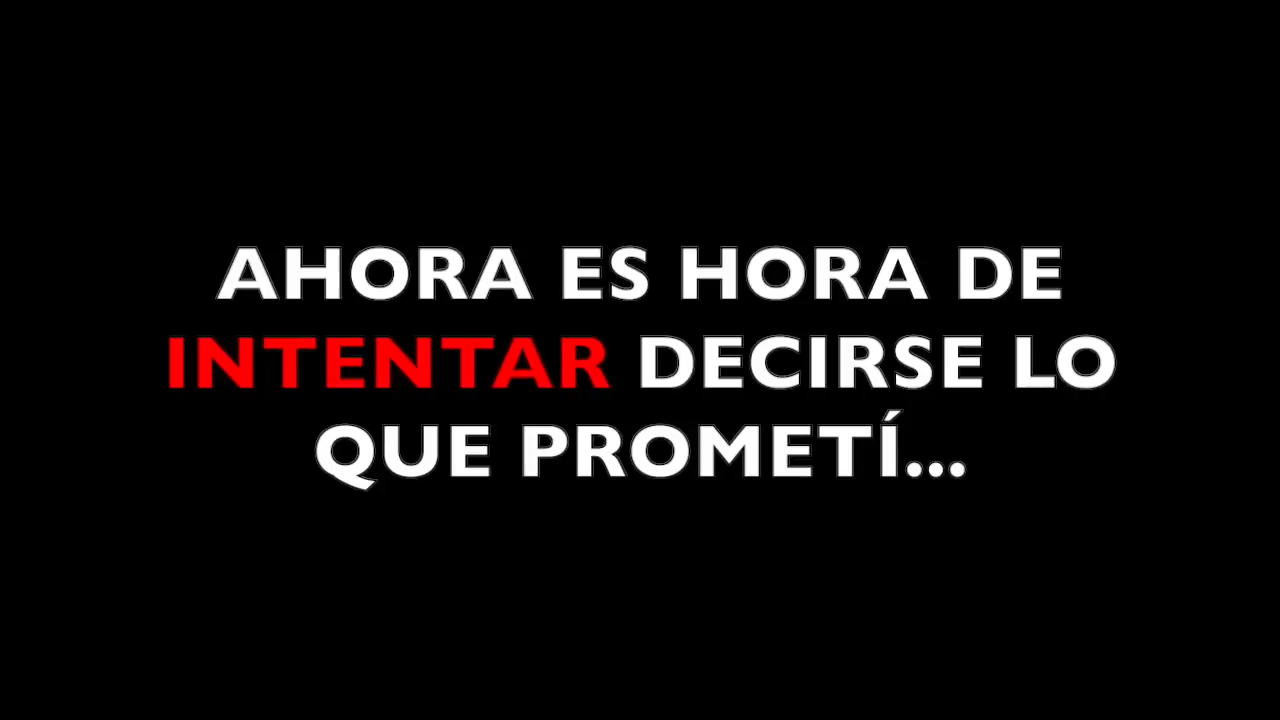 AHORA ES HORA DE
INTENTAR DECIRSE LO
QUE PROMETÍ...